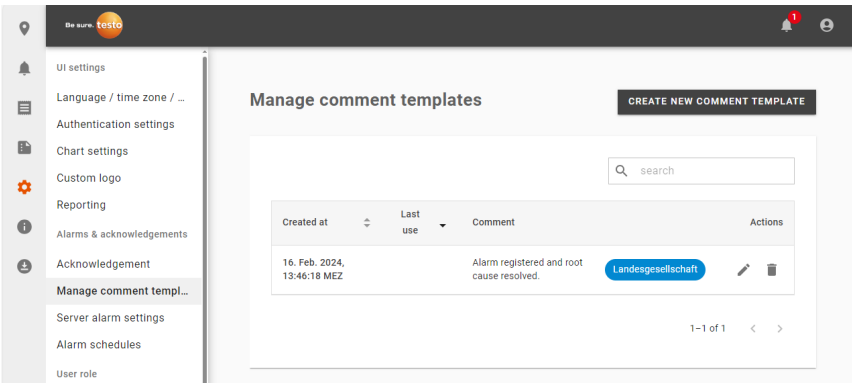 Be sure. testo
1
UI settings
Language / time zone / ...
Authentication settings
Chart settings
Custom logo
Reporting
Alarms & acknowledgements
Acknowledgement
Manage comment templ...
Server alarm settings
Alarm schedules
User role
Manage comment templates
CREATE NEW COMMENT TEMPLATE
search
Created at
Last
use
Comment
Actions
16. Feb. 2024,
13:46:18 MEZ
Alarm registered and root
cause resolved.
Landesgesellschaft
1–1 of 1